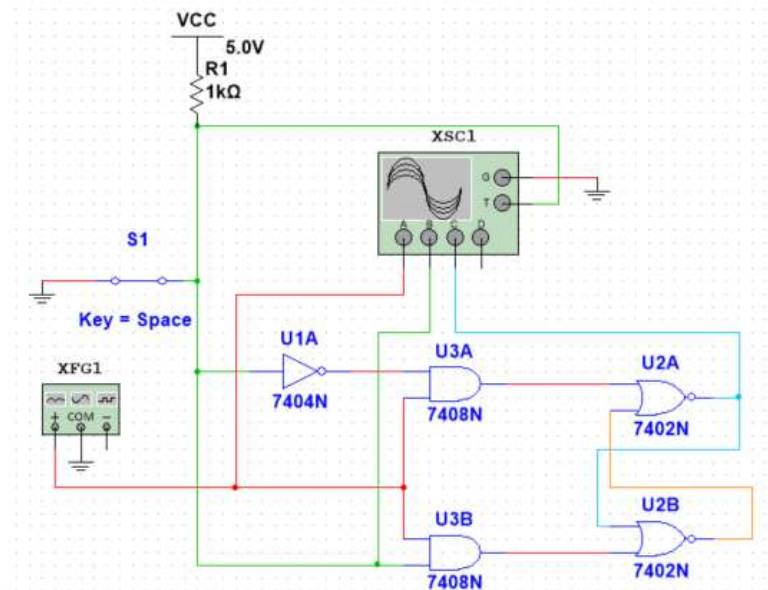 VCC
5.0V
R1
1kΩ
XSC1
G
T
A B C D
S1
Key = Space
U1A
7404N
XFG1
+ COM −
U3A
7408N
U2A
7402N
U3B
7408N
U2B
7402N